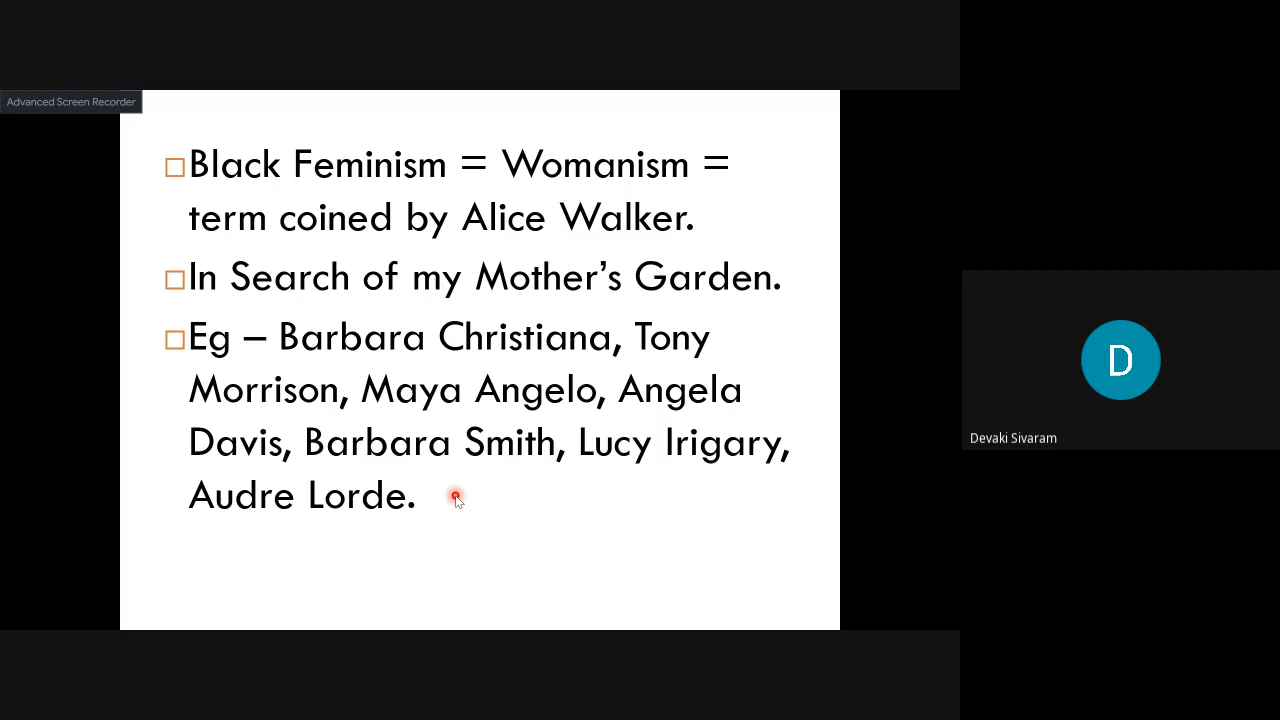 Advanced Screen Recorder
Black Feminism = Womanism =
term coined by Alice Walker.
In Search of my Mother’s Garden.
Eg – Barbara Christiana, Tony
Morrison, Maya Angelo, Angela
Davis, Barbara Smith, Lucy Irigary,
Audre Lorde.
D
Devaki Sivaram